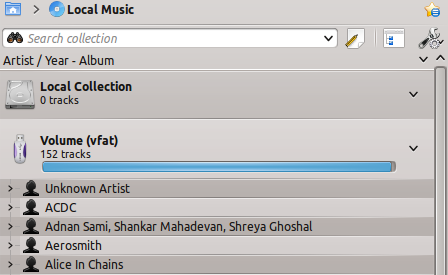 Local Music
Search collection
Artist / Year - Album
Local Collection
0 tracks
Volume (vfat)
152 tracks
Unknown Artist
ACDC
Adnan Sami, Shankar Mahadevan, Shreya Ghoshal
Aerosmith
Alice In Chains